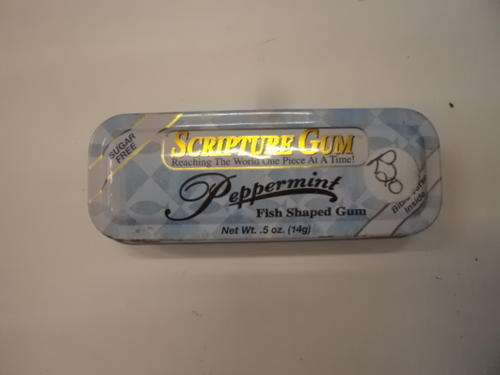 SUGAR
FREE
SCRIPTURE GUM
Reaching The World One Piece At A Time!
Peppermint
Fish Shaped Gum
Net Wt. .5 oz. (14g)
Inside